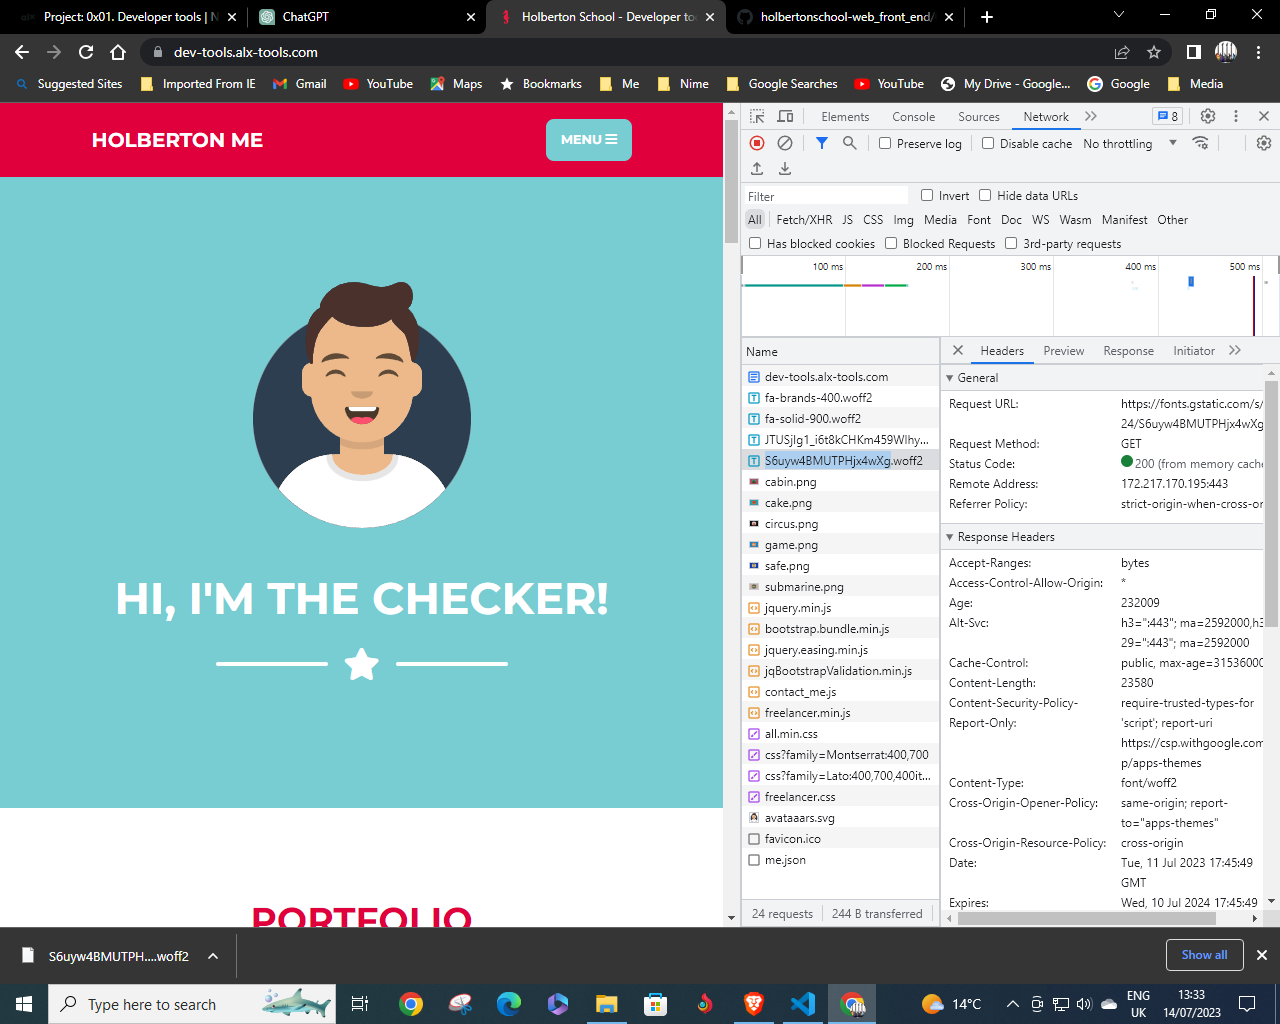 Project: 0x01. Developer tools | N
ChatGPT
Holberton School - Developer to
holbertonschool-web_front_end/
dev-tools.alx-tools.com
Suggested Sites
Imported From IE
Gmail
YouTube
Maps
Bookmarks
Me
Nime
Google Searches
YouTube
My Drive - Google...
Google
Media
HOLBERTON ME
MENU
HI, I'M THE CHECKER!
PORTFOLIO
Elements
Console
Sources
Network
8
Preserve log
Disable cache
No throttling
Filter
Invert
Hide data URLs
All
Fetch/XHR
JS
CSS
Img
Media
Font
Doc
WS
Wasm
Manifest
Other
Has blocked cookies
Blocked Requests
3rd-party requests
100 ms
200 ms
300 ms
400 ms
500 ms
Name
dev-tools.alx-tools.com
fa-brands-400.woff2
fa-solid-900.woff2
JTUSjIg1_i6t8kCHKm459Wlhy...
S6uyw4BMUTPHjx4wXg.woff2
cabin.png
cake.png
circus.png
game.png
safe.png
submarine.png
jquery.min.js
bootstrap.bundle.min.js
jquery.easing.min.js
jqBootstrapValidation.min.js
contact_me.js
freelancer.min.js
all.min.css
css?family=Montserrat:400,700
css?family=Lato:400,700,400it...
freelancer.css
avataaars.svg
favicon.ico
me.json
24 requests
244 B transferred
Headers
Preview
Response
Initiator
General
Request URL:
https://fonts.gstatic.com/s/
24/S6uyw4BMUTPHjx4wXg
Request Method:
GET
Status Code:
200 (from memory cache
Remote Address:
172.217.170.195:443
Referrer Policy:
strict-origin-when-cross-or
Response Headers
Accept-Ranges:
bytes
Access-Control-Allow-Origin:
*
Age:
232009
Alt-Svc:
h3=":443"; ma=2592000,h3
29=":443"; ma=2592000
Cache-Control:
public, max-age=31536000
Content-Length:
23580
Content-Security-Policy-
Report-Only:
require-trusted-types-for
'script'; report-uri
https://csp.withgoogle.com
p/apps-themes
Content-Type:
font/woff2
Cross-Origin-Opener-Policy:
same-origin; report-
to="apps-themes"
Cross-Origin-Resource-Policy:
cross-origin
Date:
Tue, 11 Jul 2023 17:45:49
GMT
Expires:
Wed, 10 Jul 2024 17:45:49
S6uyw4BMUTPH....woff2
Show all
Type here to search
14°C
ENG
UK
13:33
14/07/2023